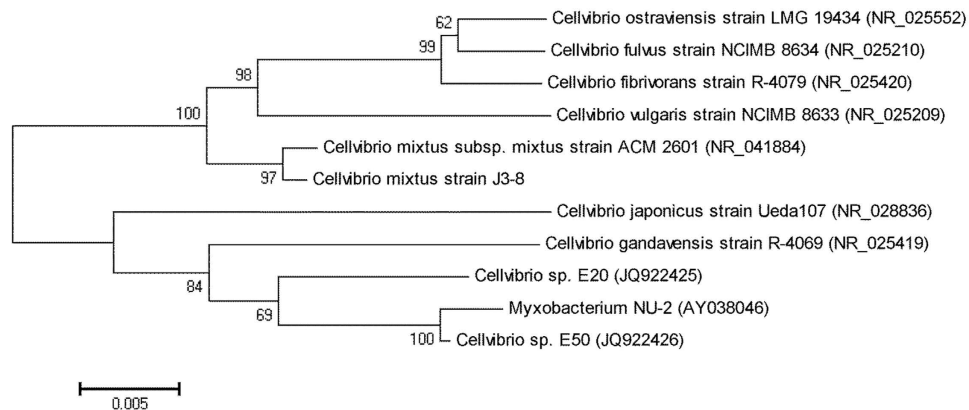 62
Cellvibrio ostraviensis strain LMG 19434 (NR_025552)
99
Cellvibrio fulvus strain NCIMB 8634 (NR_025210)
98
Cellvibrio fibrivorans strain R-4079 (NR_025420)
100
Cellvibrio vulgaris strain NCIMB 8633 (NR_025209)
Cellvibrio mixtus subsp. mixtus strain ACM 2601 (NR_041884)
97
Cellvibrio mixtus strain J3-8
Cellvibrio japonicus strain Ueda107 (NR_028836)
Cellvibrio gandavensis strain R-4069 (NR_025419)
84
Cellvibrio sp. E20 (JQ922425)
69
Myxobacterium NU-2 (AY038046)
100
Cellvibrio sp. E50 (JQ922426)
0.005